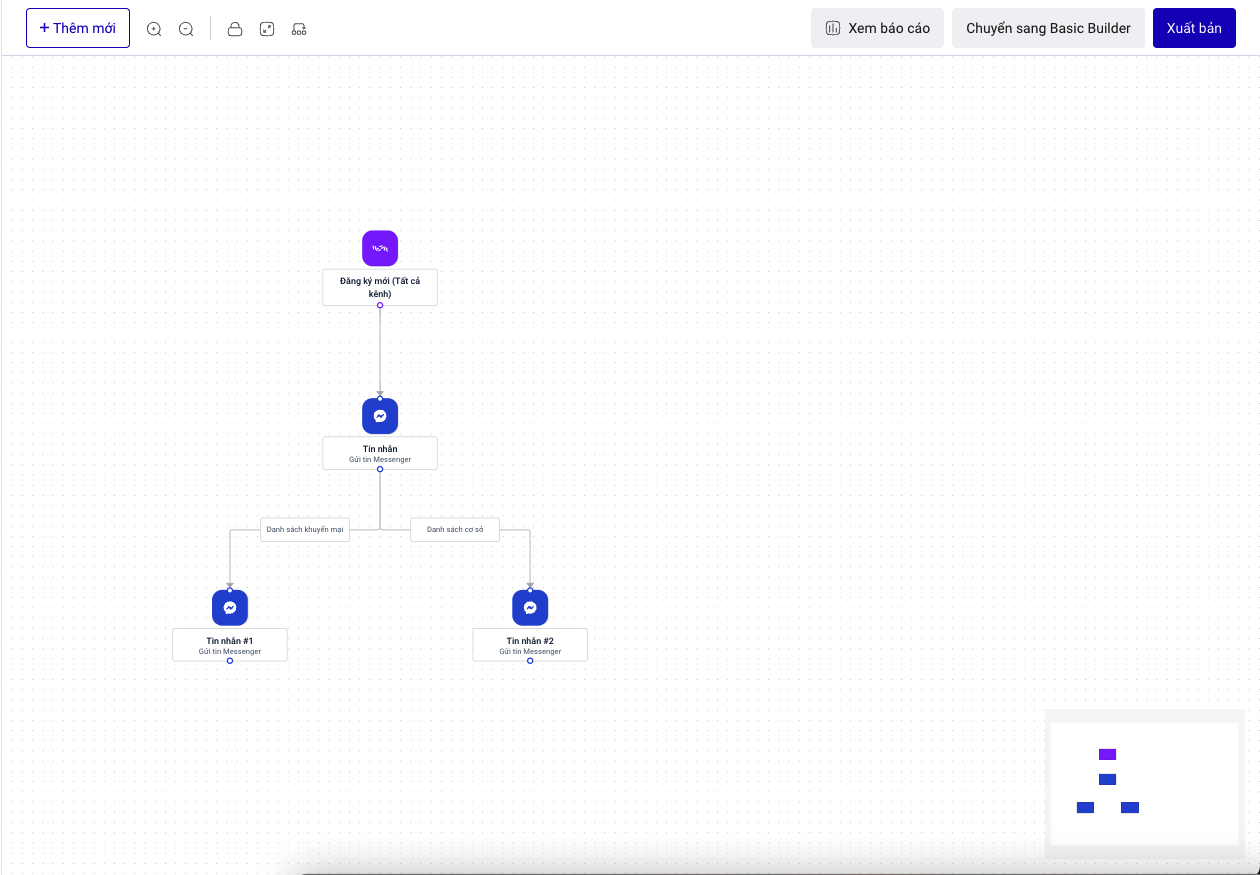 + Thêm mới
Xem báo cáo
Chuyển sang Basic Builder
Xuất bản
Đăng ký mới (Tất cả
kênh)
Tin nhắn
Gửi tin Messenger
Danh sách khuyến mại
Danh sách cơ sở
Tin nhắn #1
Gửi tin Messenger
Tin nhắn #2
Gửi tin Messenger